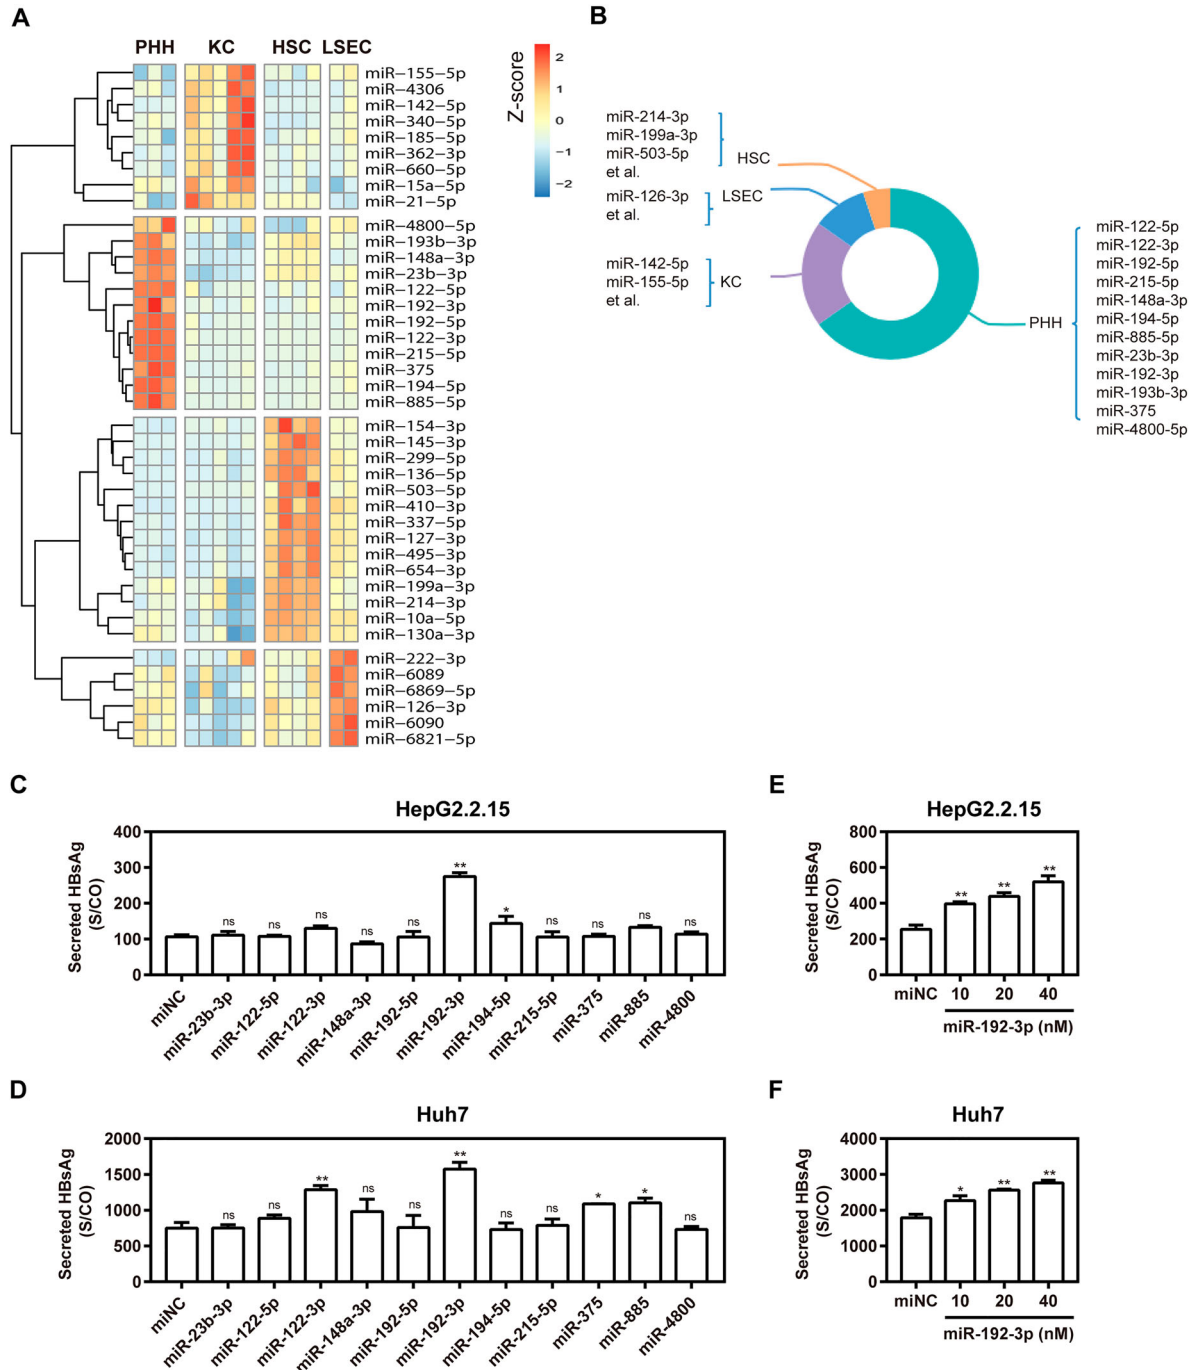 A
PHH KC HSC LSEC
miR−155−5p
miR−4306
miR−142−5p
miR−340−5p
miR−185−5p
miR−362−3p
miR−660−5p
miR−15a−5p
miR−21−5p
miR−4800−5p
miR−193b−3p
miR−148a−3p
miR−23b−3p
miR−122−5p
miR−192−3p
miR−192−5p
miR−122−3p
miR−215−5p
miR−375
miR−194−5p
miR−885−5p
miR−154−3p
miR−145−3p
miR−299−5p
miR−136−5p
miR−503−5p
miR−410−3p
miR−337−5p
miR−127−3p
miR−495−3p
miR−654−3p
miR−199a−3p
miR−214−3p
miR−10a−5p
miR−130a−3p
miR−222−3p
miR−6089
miR−6869−5p
miR−126−3p
miR−6090
miR−6821−5p
Z-score
2
1
0
−1
−2
B
miR-214-3p
miR-199a-3p
miR-503-5p
et al.
HSC
miR-126-3p
et al.
LSEC
miR-142-5p
miR-155-5p
et al.
KC
PHH
miR-122-5p
miR-122-3p
miR-192-5p
miR-215-5p
miR-148a-3p
miR-194-5p
miR-885-5p
miR-23b-3p
miR-192-3p
miR-193b-3p
miR-375
miR-4800-5p
C
HepG2.2.15
Secreted HBsAg
(S/CO)
400
300
200
100
0
ns ns ns ns ns ** * ns ns ns ns
miNC
miR-23b-3p
miR-122-5p
miR-122-3p
miR-148a-3p
miR-192-5p
miR-192-3p
miR-194-5p
miR-215-5p
miR-375
miR-885
miR-4800
E
HepG2.2.15
Secreted HBsAg
(S/CO)
800
600
400
200
0
** ** **
miNC 10 20 40
miR-192-3p (nM)
D
Huh7
Secreted HBsAg
(S/CO)
2000
1500
1000
500
0
ns ns ** ns ns ** ns ns * * ns
miNC
miR-23b-3p
miR-122-5p
miR-122-3p
miR-148a-3p
miR-192-5p
miR-192-3p
miR-194-5p
miR-215-5p
miR-375
miR-885
miR-4800
F
Huh7
Secreted HBsAg
(S/CO)
4000
3000
2000
1000
0
* ** **
miNC 10 20 40
miR-192-3p (nM)